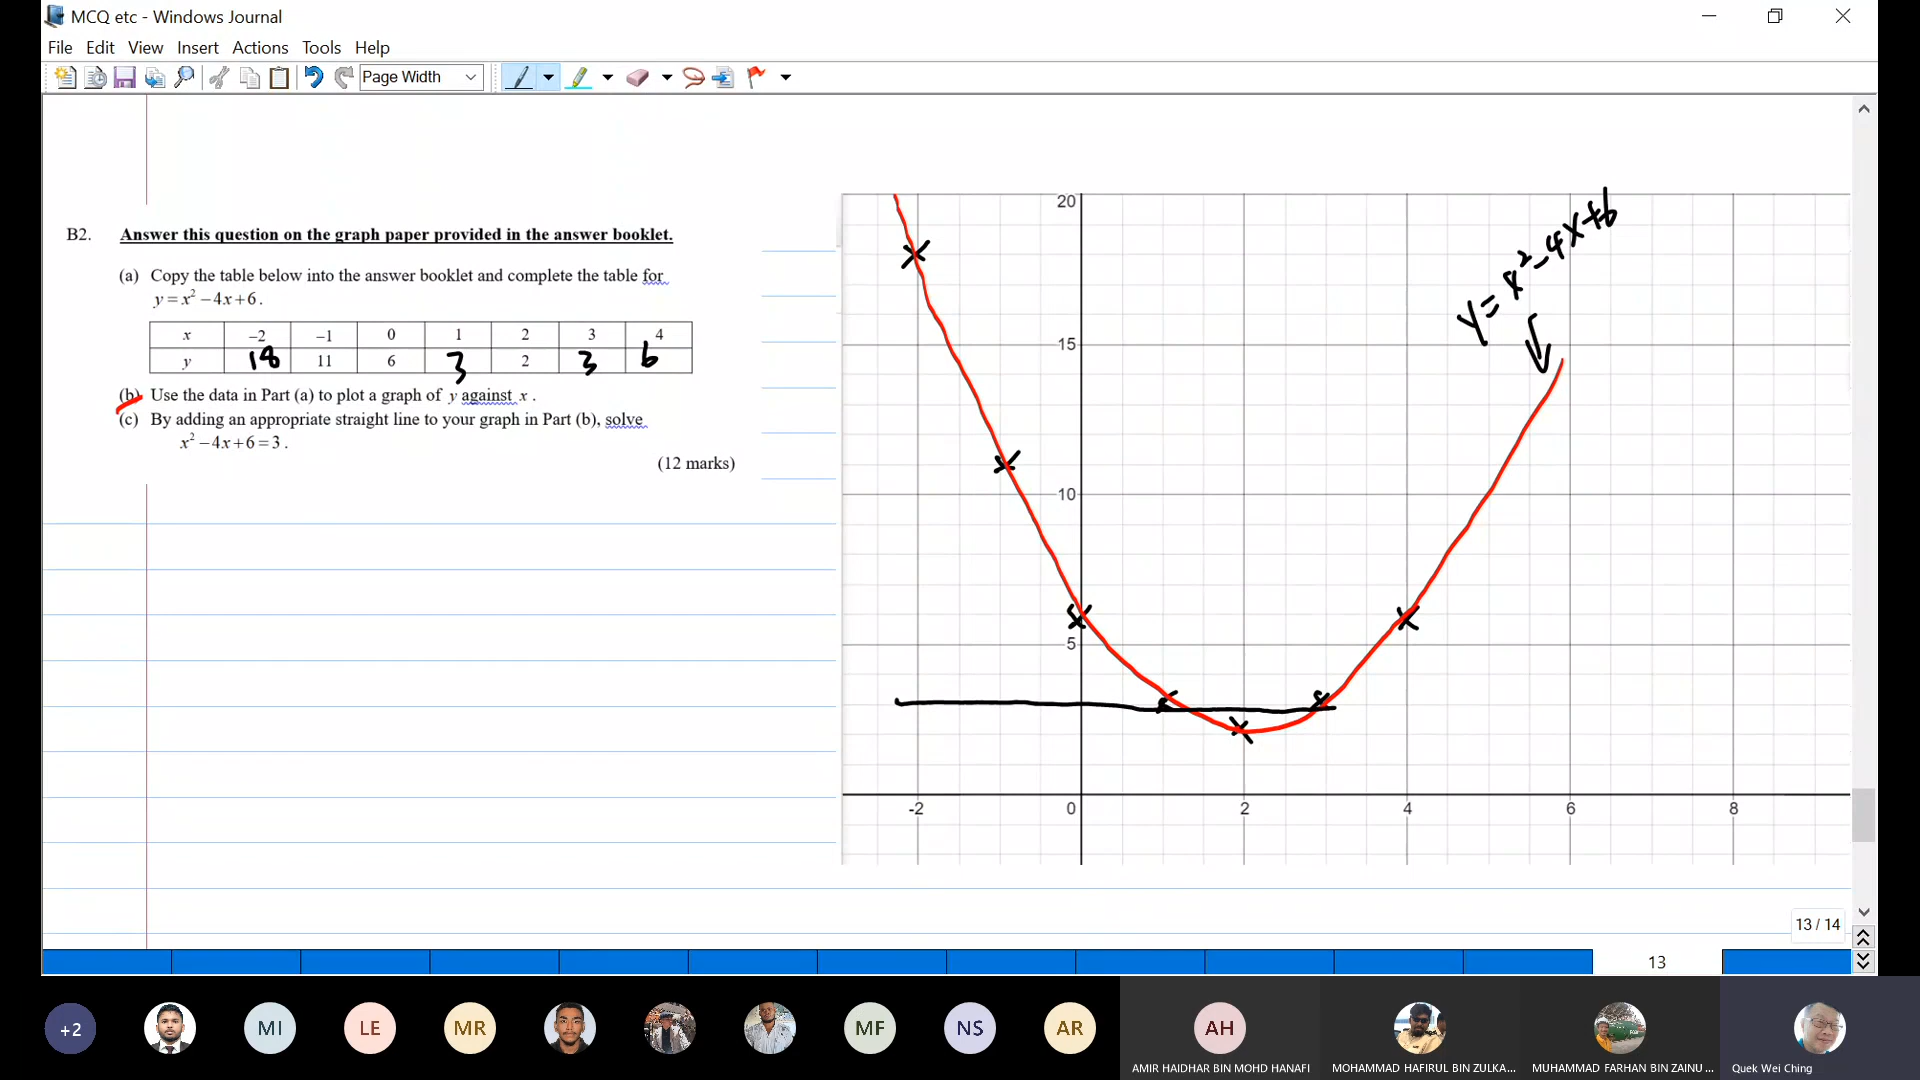 MCQ etc - Windows Journal
File Edit View Insert Actions Tools Help
Page Width
B2. Answer this question on the graph paper provided in the answer booklet.
(a) Copy the table below into the answer booklet and complete the table for
y = x² − 4x + 6 .
x −2 −1 0 1 2 3 4
y 18 11 6 3 2 3 6
(b) Use the data in Part (a) to plot a graph of y against x .
(c) By adding an appropriate straight line to your graph in Part (b), solve
x² − 4x + 6 = 3 .
(12 marks)
y = x² - 4x + 6
20
15
10
5
-2 0 2 4 6 8
13 / 14
13
+2 MI LE MR MF NS AR AH
AMIR HAIDHAR BIN MOHD HANAFI MOHAMMAD HAFIRUL BIN ZULKA... MUHAMMAD FARHAN BIN ZAINU ... Quek Wei Ching